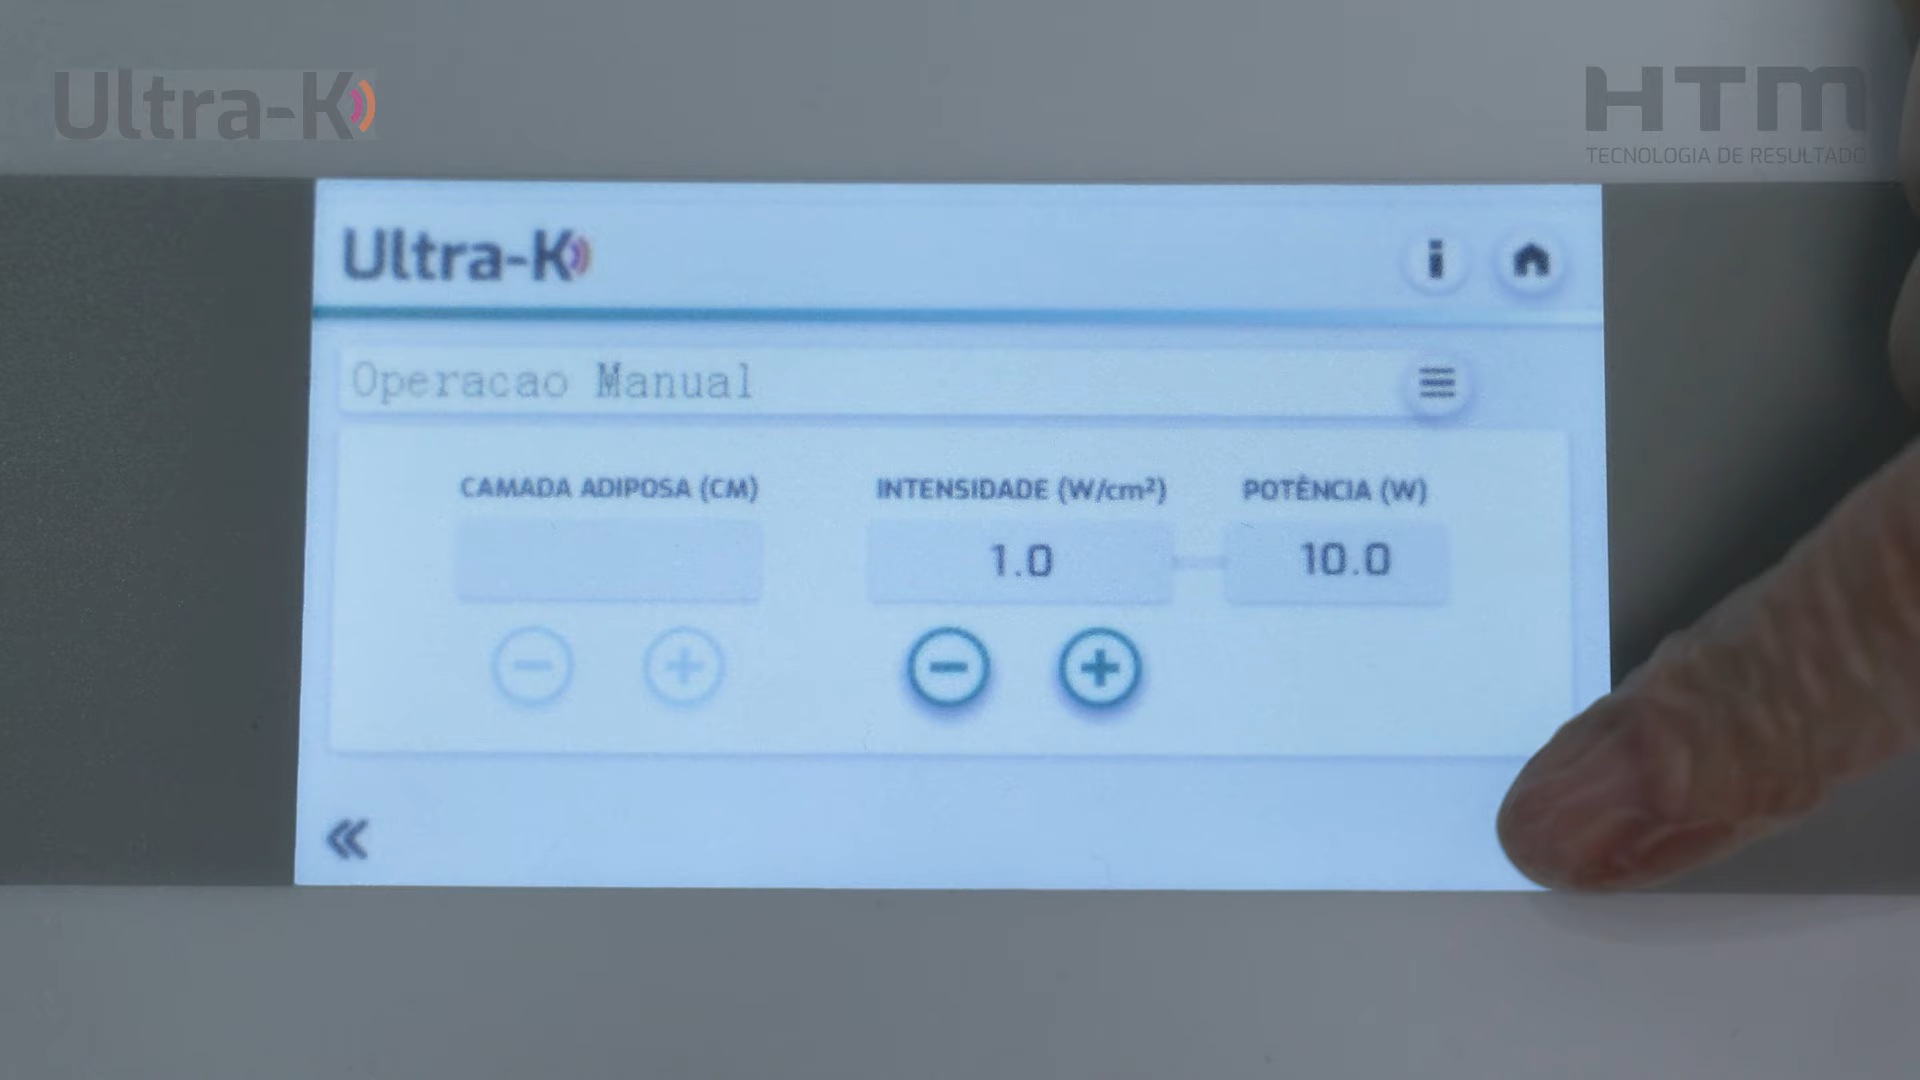 Ultra-K
HTM
TECNOLOGIA DE RESULTADO
Ultra-K
Operacao Manual
CAMADA ADIPOSA (CM)
INTENSIDADE (W/cm²)
POTÊNCIA (W)
1.0
10.0